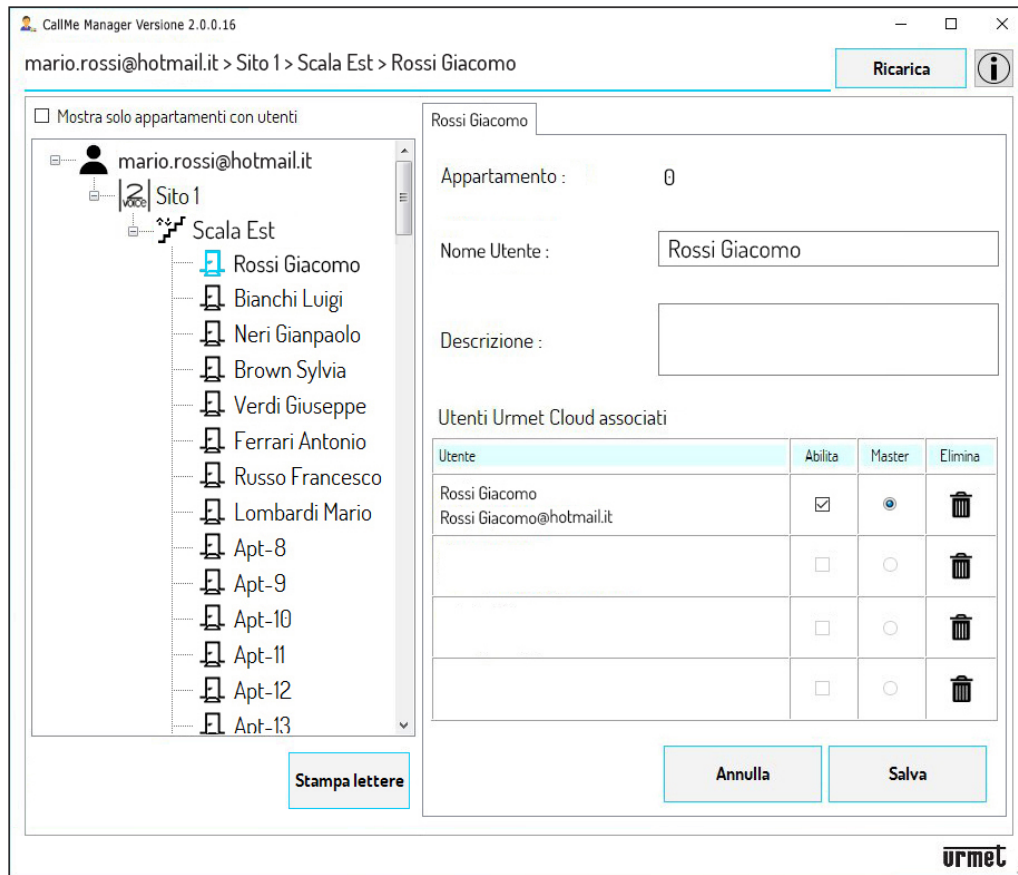 CallMe Manager Versione 2.0.0.16
mario.rossi@hotmail.it > Sito 1 > Scala Est > Rossi Giacomo
Ricarica
Mostra solo appartamenti con utenti
mario.rossi@hotmail.it
2 voice Sito 1
Scala Est
Rossi Giacomo
Bianchi Luigi
Neri Gianpaolo
Brown Sylvia
Verdi Giuseppe
Ferrari Antonio
Russo Francesco
Lombardi Mario
Apt-8
Apt-9
Apt-10
Apt-11
Apt-12
Apt-13
Stampa lettere
Rossi Giacomo
Appartamento : 0
Nome Utente : Rossi Giacomo
Descrizione :
Utenti Urmet Cloud associati
Utente Abilita Master Elimina
Rossi Giacomo
Rossi Giacomo@hotmail.it
Annulla Salva
urmet